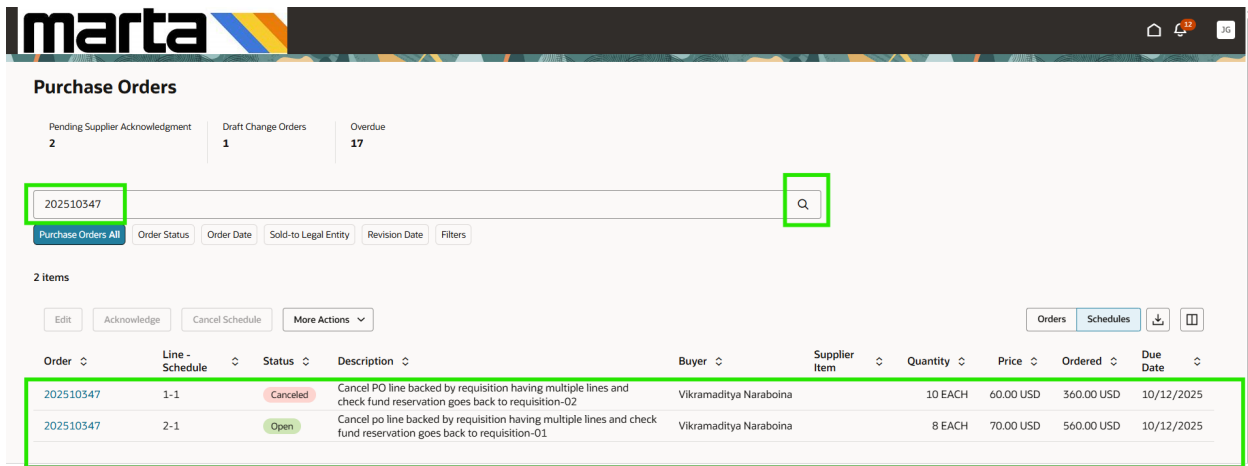 marta
12
JG
Purchase Orders
Pending Supplier Acknowledgment
2
Draft Change Orders
1
Overdue
17
202510347
Purchase Orders All Order Status Order Date Sold-to Legal Entity Revision Date Filters
2 items
Edit Acknowledge Cancel Schedule More Actions Orders Schedules
Order Line - Schedule Status Description Buyer Supplier Item Quantity Price Ordered Due Date
202510347 1-1 Canceled Cancel PO line backed by requisition having multiple lines and
check fund reservation goes back to requisition-02 Vikramaditya Naraboina 10 EACH 60.00 USD 360.00 USD 10/12/2025
202510347 2-1 Open Cancel po line backed by requisition having multiple lines and check
fund reservation goes back to requisition-01 Vikramaditya Naraboina 8 EACH 70.00 USD 560.00 USD 10/12/2025